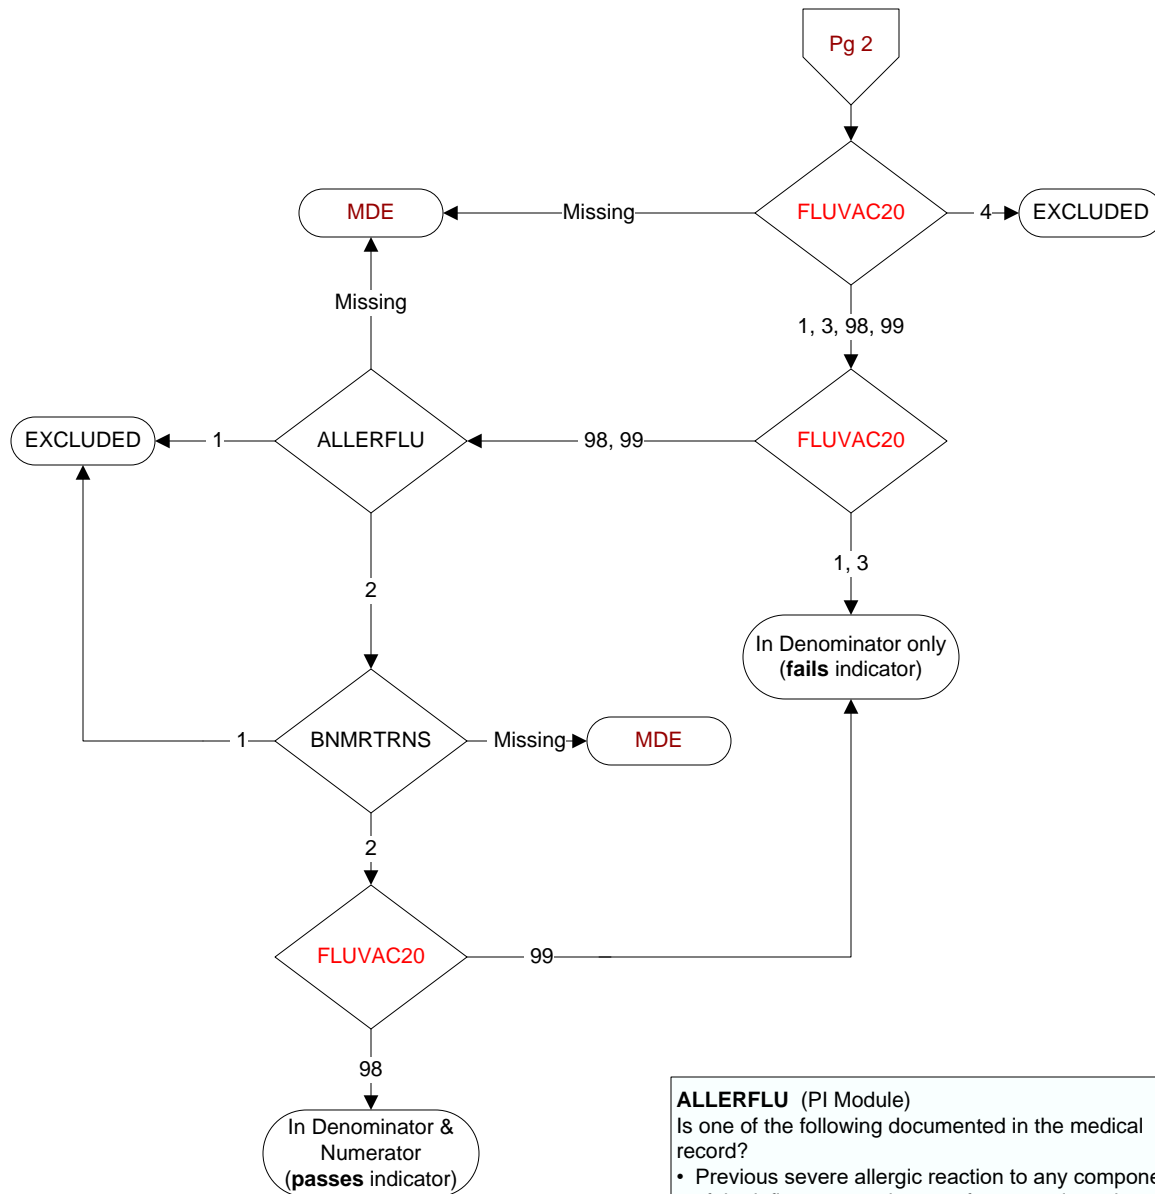 Pg 2
MDE
Missing
FLUVAC20
4
EXCLUDED
Missing
1, 3, 98, 99
EXCLUDED
1
ALLERFLU
98, 99
FLUVAC20
1, 3
2
In Denominator only
(fails indicator)
1
BNMRTRNS
Missing
MDE
2
FLUVAC20
99
98
In Denominator &
Numerator
(passes indicator)
ALLERFLU (PI Module)
Is one of the following documented in the medical
record?
• Previous severe allergic reaction to any compone